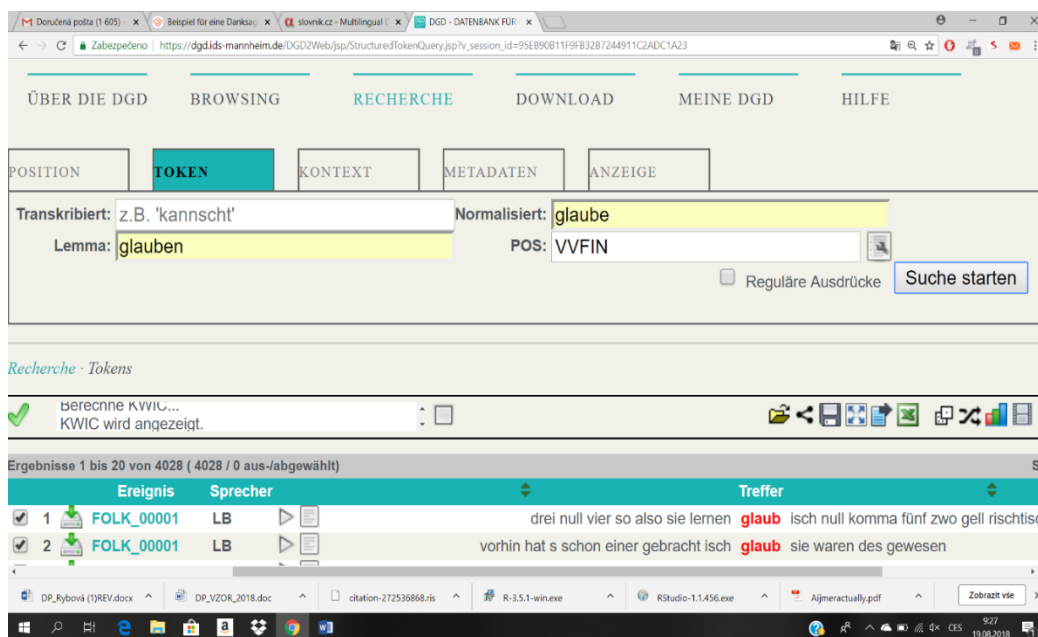 Doručená pošta (1 605) -
Beispiel für eine Danksag
slovnik.cz - Multilingual D
DGD - DATENBANK FÜR
Zabezpečeno
https://dgd.ids-mannheim.de/DGD2Web/jsp/StructuredTokenQuery.jsp?v_session_id=95EB90B11F9FB32B7244911C2ADC1A23
ÜBER DIE DGD BROWSING RECHERCHE DOWNLOAD MEINE DGD HILFE
POSITION TOKEN KONTEXT METADATEN ANZEIGE
Transkribiert: z.B. 'kannscht' Normalisiert: glaube
Lemma: glauben POS: VVFIN
Reguläre Ausdrücke Suche starten
Recherche · Tokens
Berechne KWIC...
KWIC wird angezeigt.
Ergebnisse 1 bis 20 von 4028 ( 4028 / 0 aus-/abgewählt) S
Ereignis Sprecher Treffer
1 FOLK_00001 LB drei null vier so also sie lernen glaub isch null komma fünf zwo gell rischtisc
2 FOLK_00001 LB vorhin hat s schon einer gebracht isch glaub sie waren des gewesen
DP_Rybová (1)REV.docx DP_VZOR_2018.doc citation-272536868.ris R-3.5.1-win.exe RStudio-1.1.456.exe Aijmeractually.pdf Zobrazit vše
CES 9:27
19.08.2018